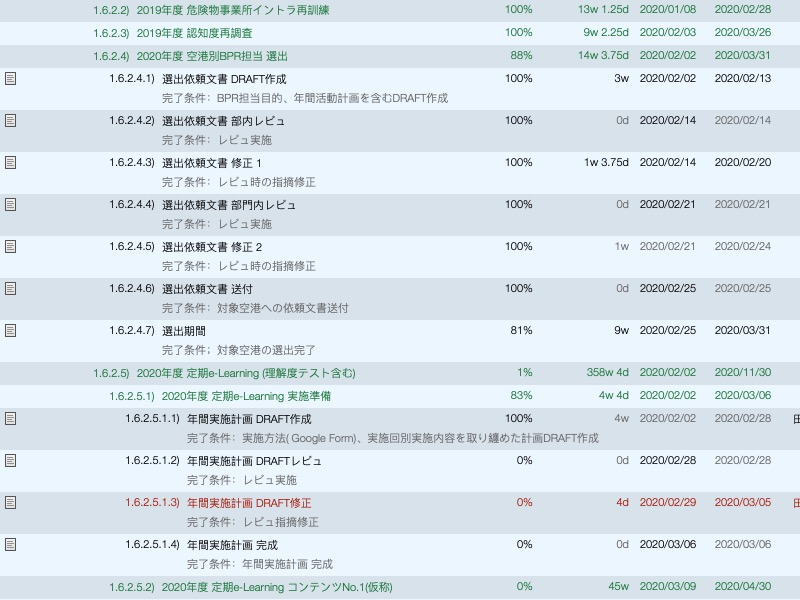 1.6.2.2) 2019年度 危険物事業所イントラ再訓練 100% 13w 1.25d 2020/01/08 2020/02/28
1.6.2.3) 2019年度 認知度再調査 100% 9w 2.25d 2020/02/03 2020/03/26
1.6.2.4) 2020年度 空港別BPR担当 選出 88% 14w 3.75d 2020/02/02 2020/03/31
1.6.2.4.1) 選出依頼文書 DRAFT作成 100% 3w 2020/02/02 2020/02/13
完了条件：BPR担当目的、年間活動計画を含むDRAFT作成
1.6.2.4.2) 選出依頼文書 部内レビュ 100% 0d 2020/02/14 2020/02/14
完了条件：レビュ実施
1.6.2.4.3) 選出依頼文書 修正 1 100% 1w 3.75d 2020/02/14 2020/02/20
完了条件：レビュ時の指摘修正
1.6.2.4.4) 選出依頼文書 部門内レビュ 100% 0d 2020/02/21 2020/02/21
完了条件：レビュ実施
1.6.2.4.5) 選出依頼文書 修正 2 100% 1w 2020/02/21 2020/02/24
完了条件：レビュ時の指摘修正
1.6.2.4.6) 選出依頼文書 送付 100% 0d 2020/02/25 2020/02/25
完了条件：対象空港への依頼文書送付
1.6.2.4.7) 選出期間 81% 9w 2020/02/25 2020/03/31
完了条件；対象空港の選出完了
1.6.2.5) 2020年度 定期e-Learning (理解度テスト含む) 1% 358w 4d 2020/02/02 2020/11/30
1.6.2.5.1) 2020年度 定期e-Learning 実施準備 83% 4w 4d 2020/02/02 2020/03/06
1.6.2.5.1.1) 年間実施計画 DRAFT作成 100% 4w 2020/02/02 2020/02/28
完了条件：実施方法( Google Form)、実施回別実施内容を取り纏めた計画DRAFT作成
1.6.2.5.1.2) 年間実施計画 DRAFTレビュ 0% 0d 2020/02/28 2020/02/28
完了条件：レビュ実施
1.6.2.5.1.3) 年間実施計画 DRAFT修正 0% 4d 2020/02/29 2020/03/05
完了条件：レビュ指摘修正
1.6.2.5.1.4) 年間実施計画 完成 0% 0d 2020/03/06 2020/03/06
完了条件：年間実施計画 完成
1.6.2.5.2) 2020年度 定期e-Learning コンテンツNo.1(仮称) 0% 45w 2020/03/09 2020/04/30